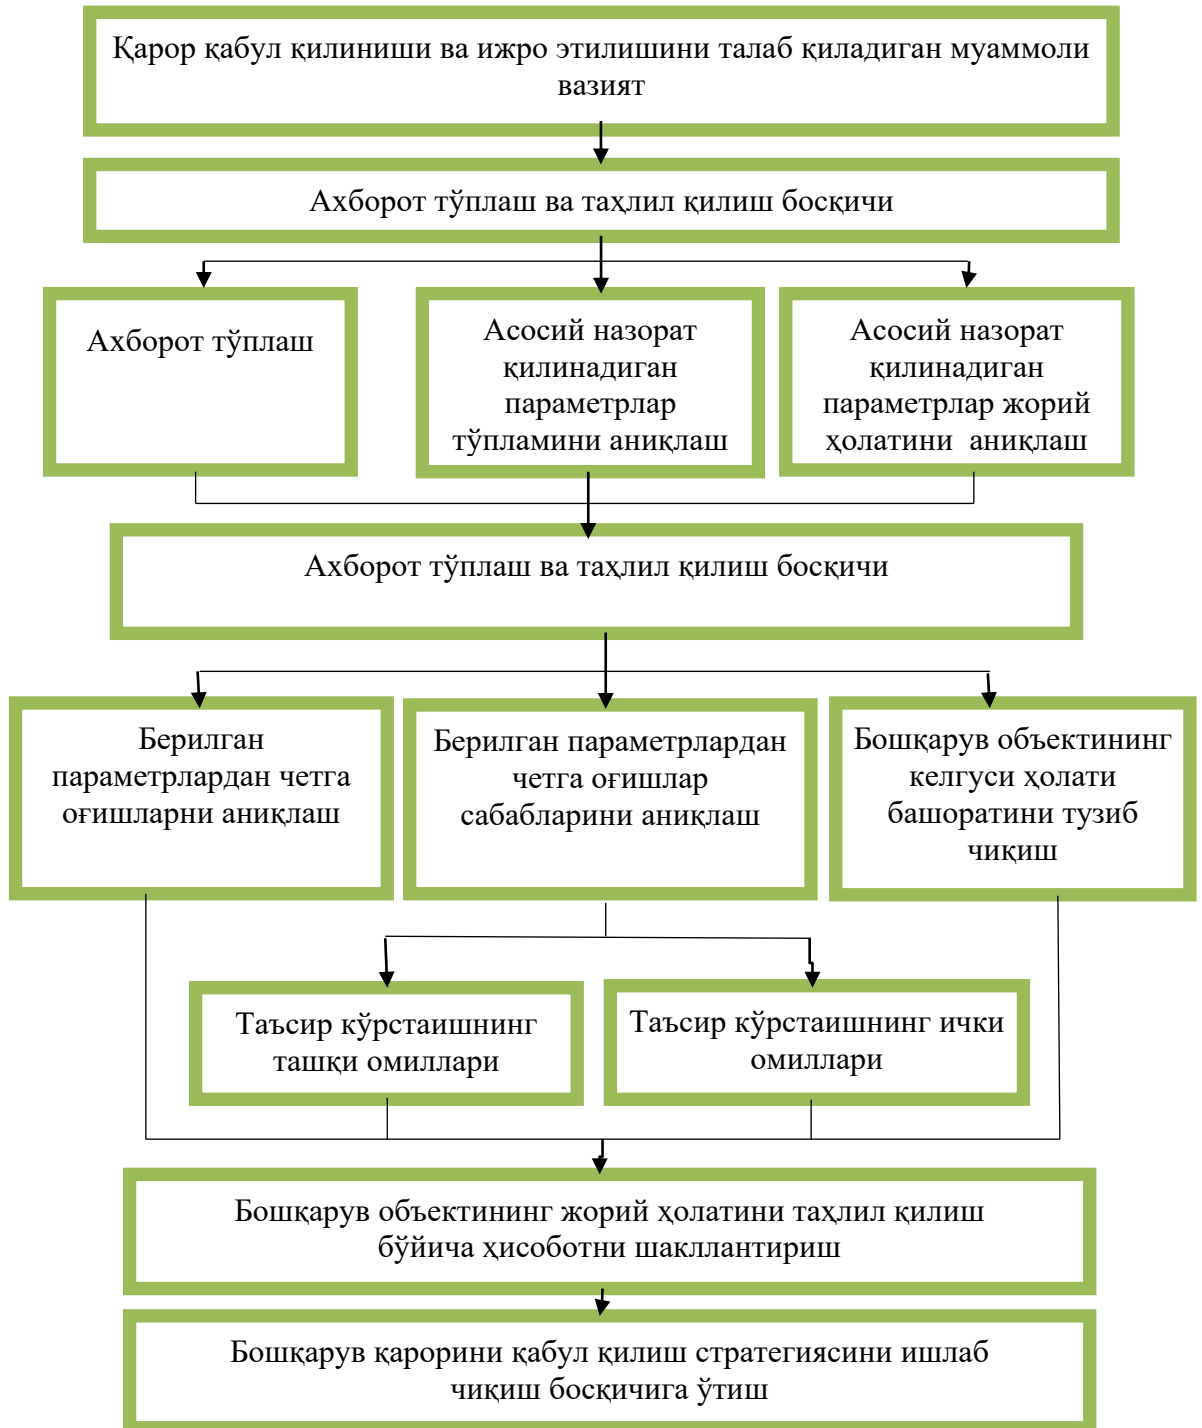 Қарор қабул қилиниши ва ижро этилишини талаб қиладиган муаммоли
вазият
Ахборот тўплаш ва таҳлил қилиш босқичи
Ахборот тўплаш
Асосий назорат
қилинадиган
параметрлар
тўпламини аниқлаш
Асосий назорат
қилинадиган
параметрлар жорий
ҳолатини аниқлаш
Ахборот тўплаш ва таҳлил қилиш босқичи
Берилган
параметрлардан четга
оғишларни аниқлаш
Берилган параметрлардан
четга оғишлар
сабабларини аниқлаш
Бошқарув объектининг
келгуси ҳолати
башоратини тузиб
чиқиш
Таъсир кўрстаишнинг
ташқи омиллари
Таъсир кўрстаишнинг ички
омиллари
Бошқарув объектининг жорий ҳолатини таҳлил қилиш
бўйича ҳисоботни шакллантириш
Бошқарув қарорини қабул қилиш стратегиясини ишлаб
чиқиш босқичига ўтиш